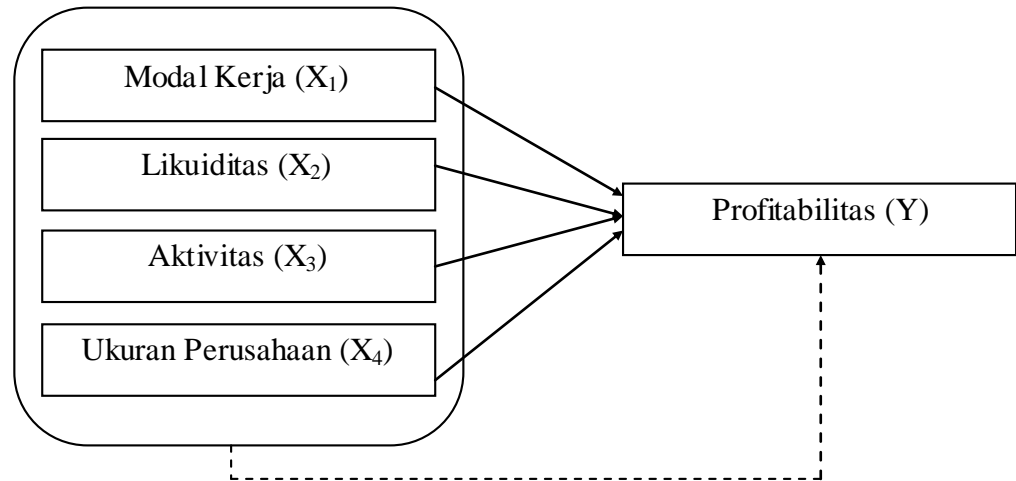 Modal Kerja (X₁)
Likuiditas (X₂)
Profitabilitas (Y)
Aktivitas (X₃)
Ukuran Perusahaan (X₄)